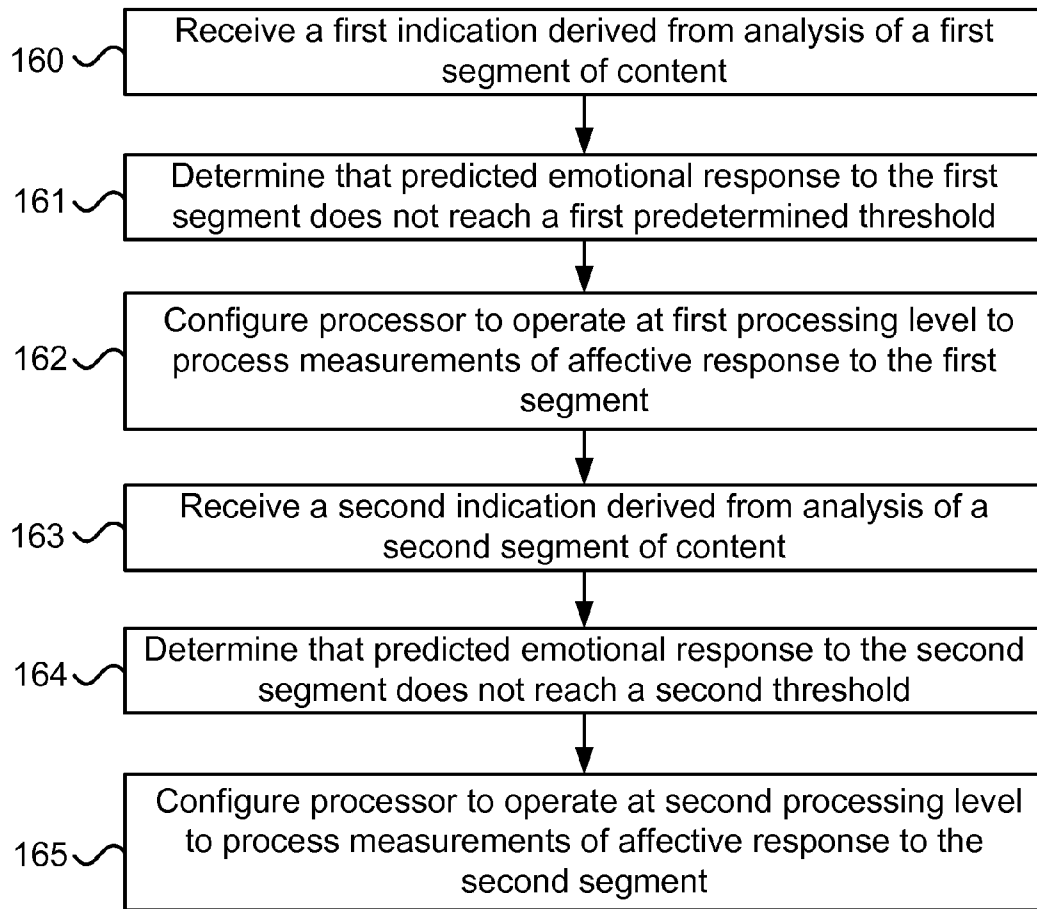 160
Receive a first indication derived from analysis of a first
segment of content
161
Determine that predicted emotional response to the first
segment does not reach a first predetermined threshold
162
Configure processor to operate at first processing level to
process measurements of affective response to the first
segment
163
Receive a second indication derived from analysis of a
second segment of content
164
Determine that predicted emotional response to the second
segment does not reach a second threshold
165
Configure processor to operate at second processing level
to process measurements of affective response to the
second segment